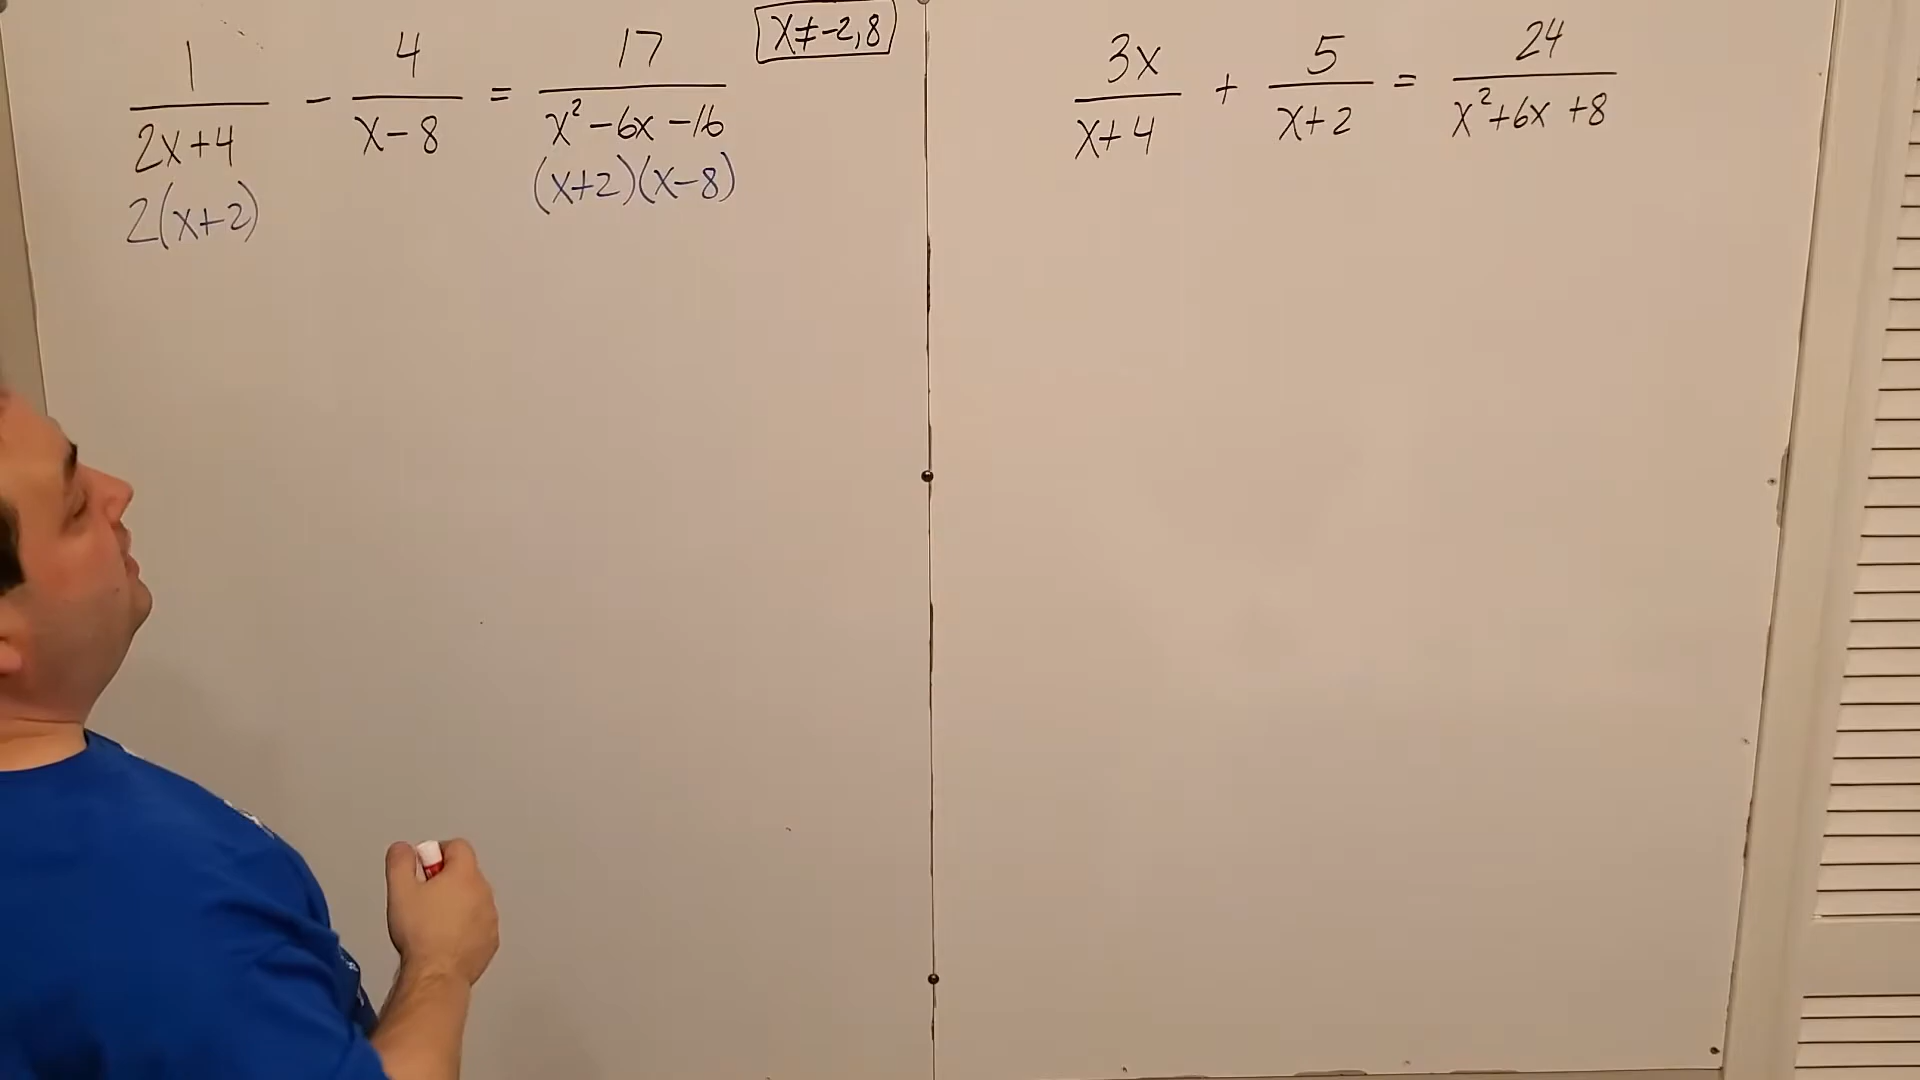 1/(2x+4) - 4/(x-8) = 17/(x²-6x-16)
2(x+2) (x+2)(x-8)
x≠-2,8
3x/(x+4) + 5/(x+2) = 24/(x²+6x+8)